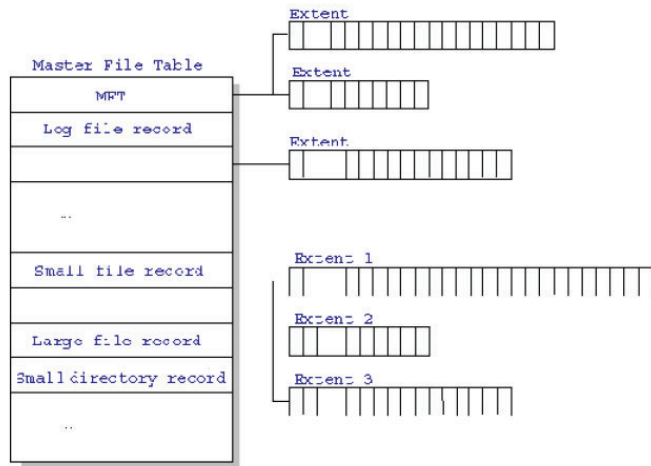 Extent
Master File Table
Extent
MFT
Log file record
Extent
...
Small file record
Extent 1
Large file record
Extent 2
Small directory record
Extent 3
..